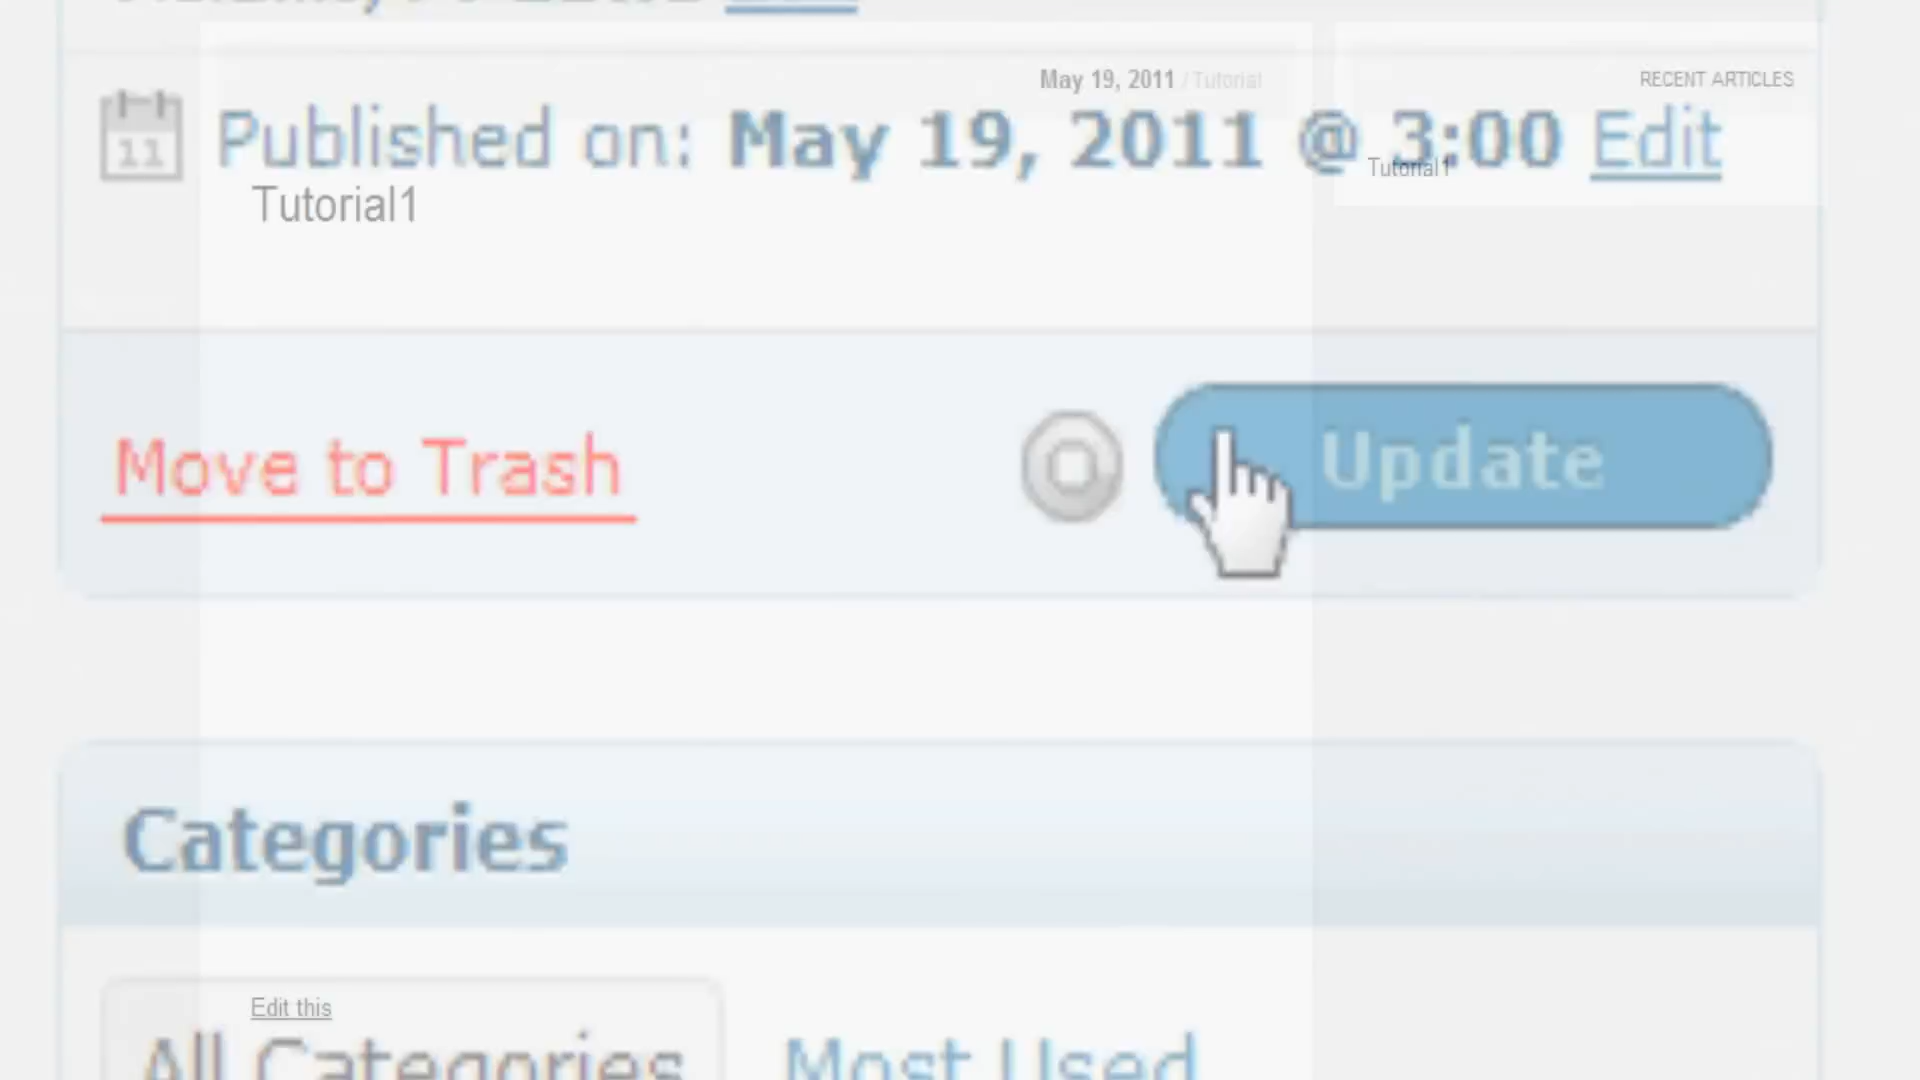 May 19, 2011 / Tutorial
RECENT ARTICLES
11
Published on: May 19, 2011 @ 3:00 Edit
Tutorial1
Tutorial1
Move to Trash
Update
Categories
Edit this
All Categories
Most Used